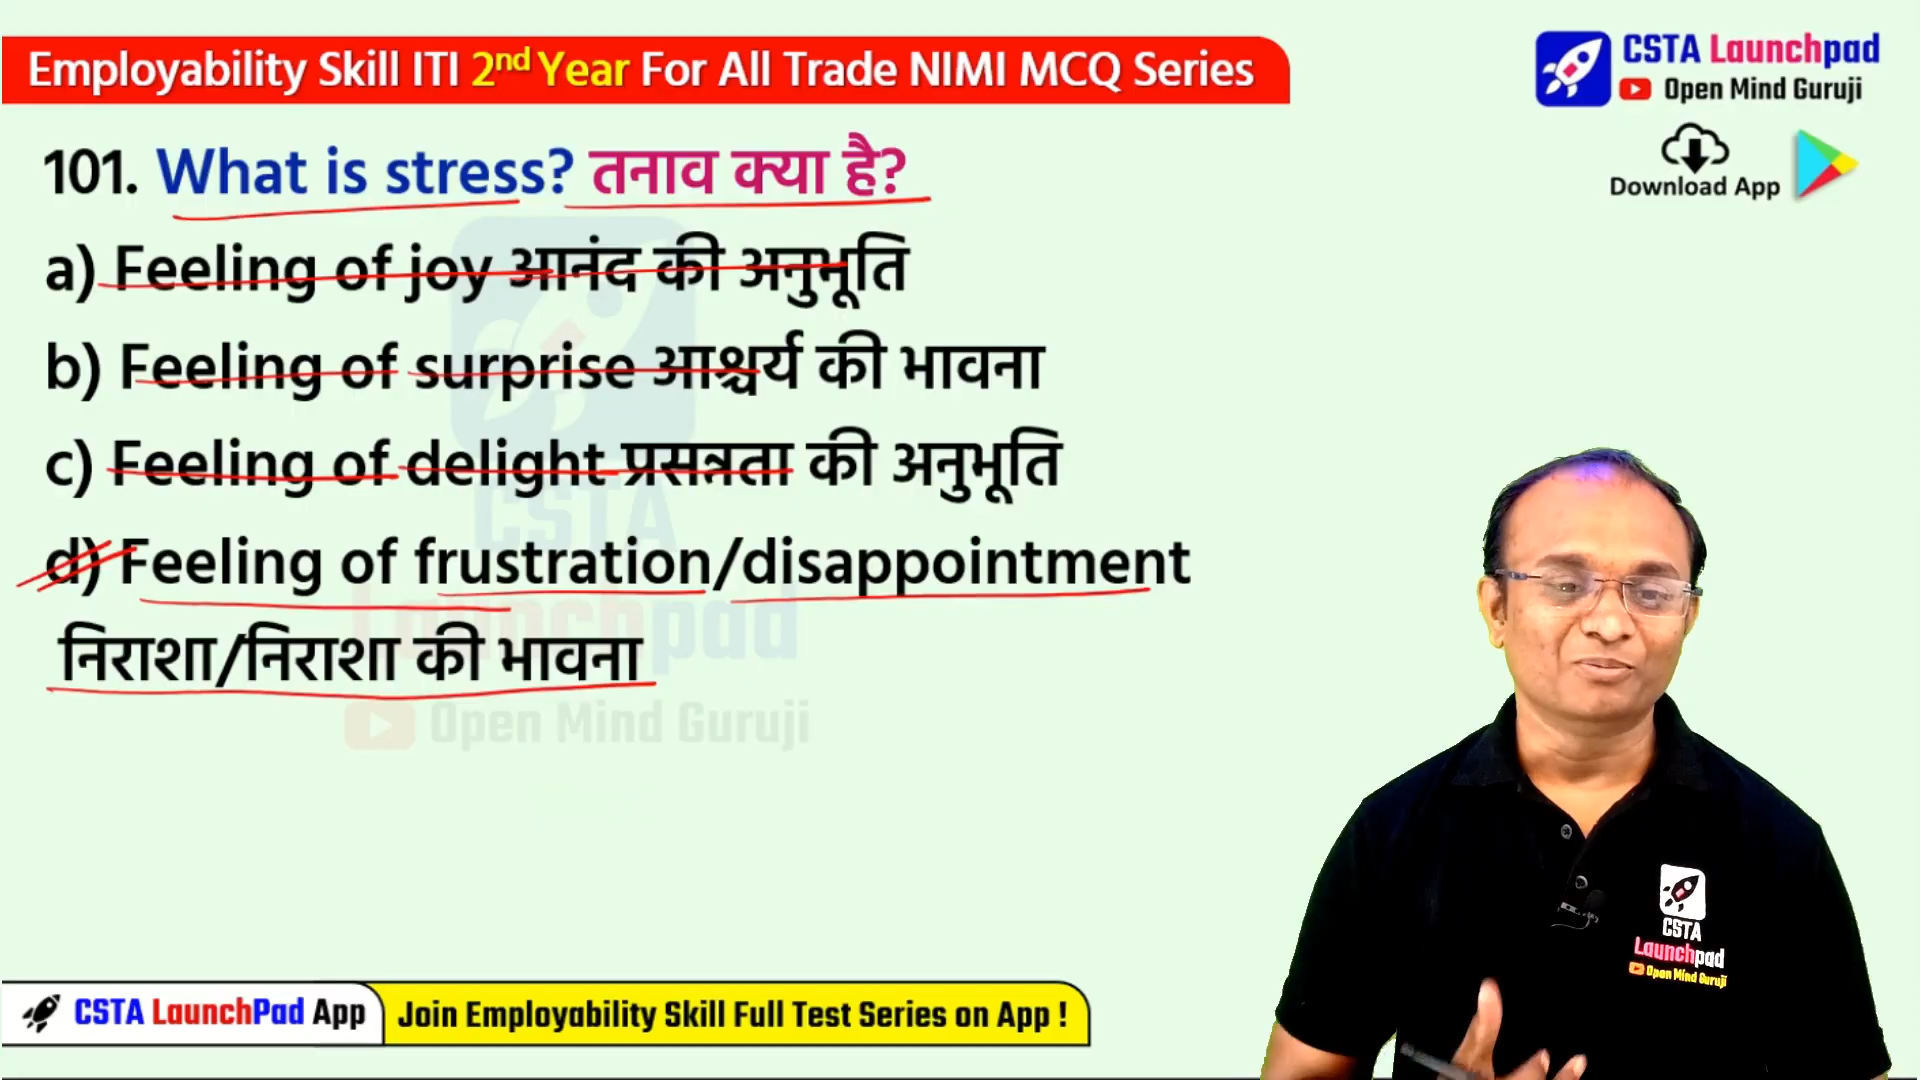 Employability Skill ITI 2nd Year For All Trade NIMI MCQ Series
CSTA Launchpad
Open Mind Guruji
Download App
101. What is stress? तनाव क्या है?
a) Feeling of joy आनंद की अनुभूति
b) Feeling of surprise आश्चर्य की भावना
c) Feeling of delight प्रसन्नता की अनुभूति
d) Feeling of frustration/disappointment
निराशा/निराशा की भावना
CSTA
Launchpad
Open Mind Guruji
CSTA
Launchpad
Open Mind Guruji
CSTA LaunchPad App
Join Employability Skill Full Test Series on App !